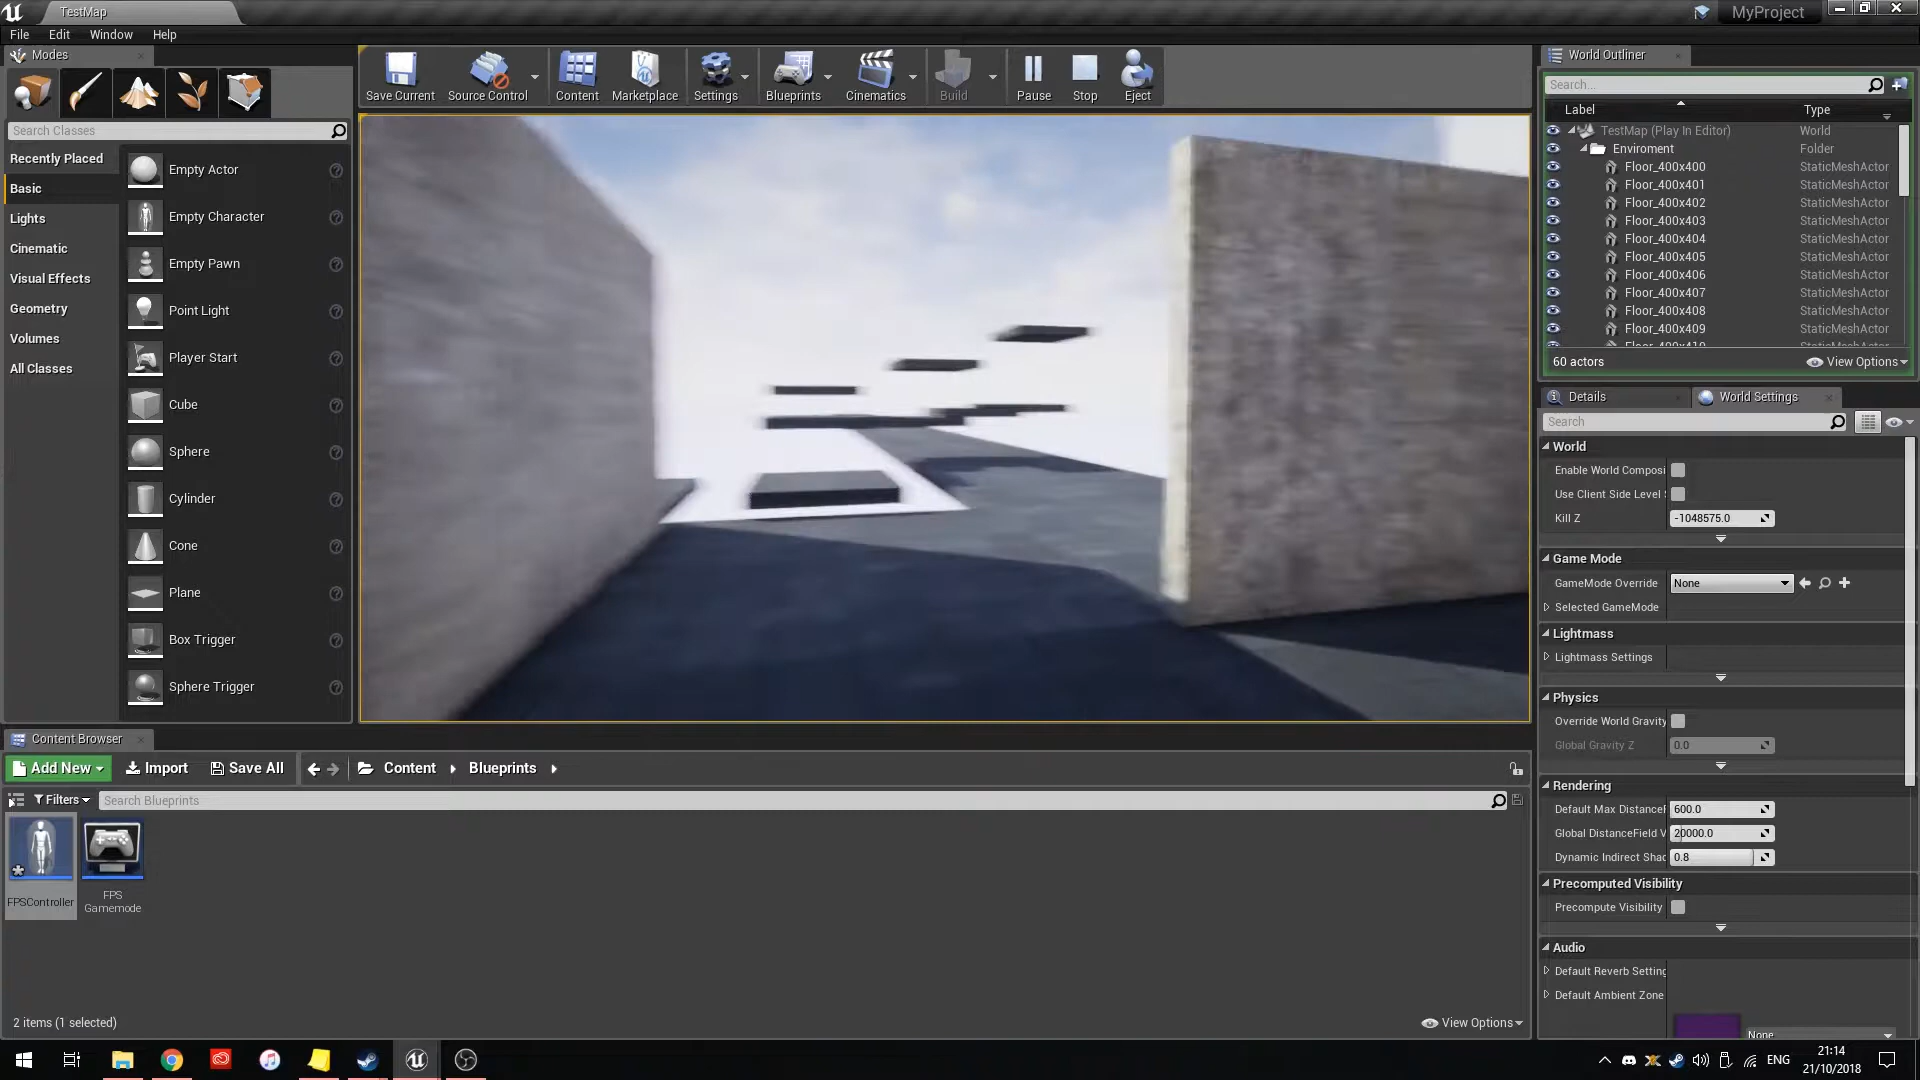 TestMap
MyProject
File Edit Window Help
Modes
Search Classes
Recently Placed
Basic
Lights
Cinematic
Visual Effects
Geometry
Volumes
All Classes
Empty Actor
Empty Character
Empty Pawn
Point Light
Player Start
Cube
Sphere
Cylinder
Cone
Plane
Box Trigger
Sphere Trigger
Save Current Source Control Content Marketplace Settings Blueprints Cinematics Build Pause Stop Eject
World Outliner
Search...
Label Type
TestMap (Play In Editor) World
Enviroment Folder
Floor_400x400 StaticMeshActor
Floor_400x401 StaticMeshActor
Floor_400x402 StaticMeshActor
Floor_400x403 StaticMeshActor
Floor_400x404 StaticMeshActor
Floor_400x405 StaticMeshActor
Floor_400x406 StaticMeshActor
Floor_400x407 StaticMeshActor
Floor_400x408 StaticMeshActor
Floor_400x409 StaticMeshActor
60 actors View Options
Details World Settings
Search
World
Enable World Composi
Use Client Side Level
Kill Z -1048575.0
Game Mode
GameMode Override None
Selected GameMode
Lightmass
Lightmass Settings
Physics
Override World Gravity
Global Gravity Z 0.0
Rendering
Default Max DistanceF 600.0
Global DistanceField V 20000.0
Dynamic Indirect Shac 0.8
Precomputed Visibility
Precompute Visibility
Audio
Default Reverb Setting
Default Ambient Zone
None
Content Browser
Add New Import Save All Content Blueprints
Filters Search Blueprints
FPSController
FPS
Gamemode
2 items (1 selected) View Options
ENG
21:14
21/10/2018